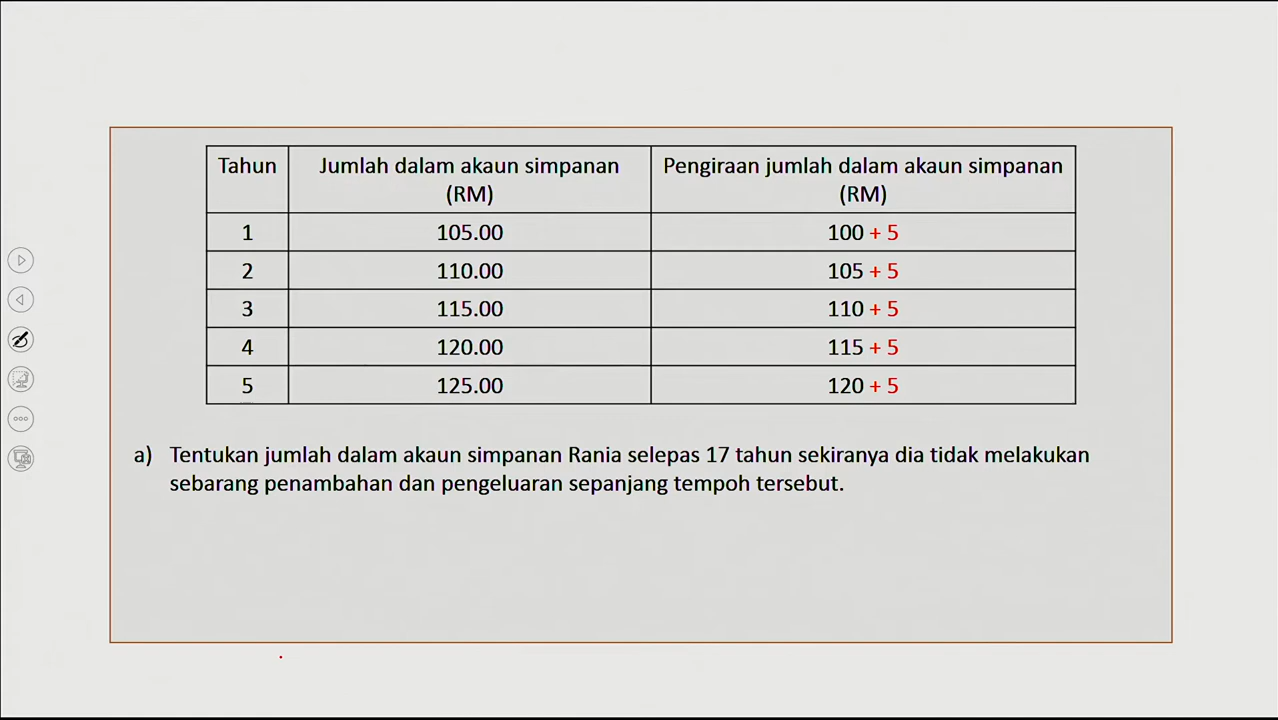 Tahun Jumlah dalam akaun simpanan (RM) Pengiraan jumlah dalam akaun simpanan (RM)
1 105.00 100 + 5
2 110.00 105 + 5
3 115.00 110 + 5
4 120.00 115 + 5
5 125.00 120 + 5
a) Tentukan jumlah dalam akaun simpanan Rania selepas 17 tahun sekiranya dia tidak melakukan
sebarang penambahan dan pengeluaran sepanjang tempoh tersebut.